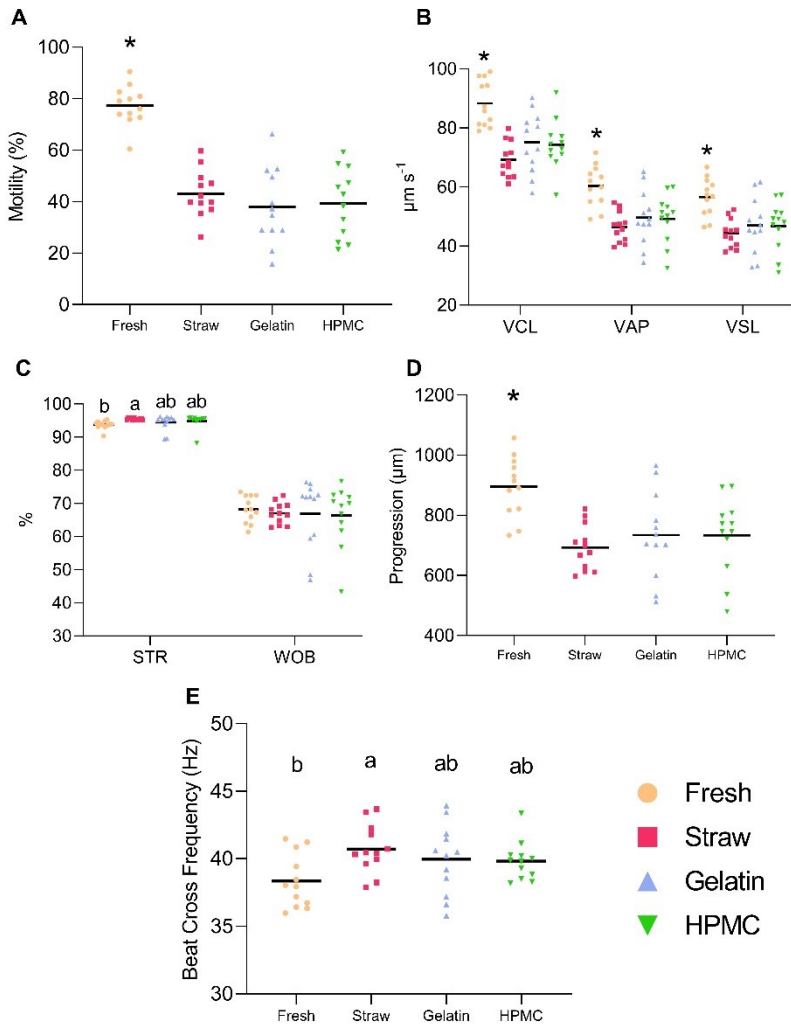 A
*
100
80
60
40
20
0
Motility (%)
Fresh Straw Gelatin HPMC
B
*
*
*
100
80
60
40
20
µm s⁻¹
VCL VAP VSL
C
b a ab ab
100
90
80
70
60
50
40
30
%
STR WOB
D
*
1200
1000
800
600
400
Progression (µm)
Fresh Straw Gelatin HPMC
E
b a ab ab
50
45
40
35
30
Beat Cross Frequency (Hz)
Fresh Straw Gelatin HPMC
Fresh
Straw
Gelatin
HPMC